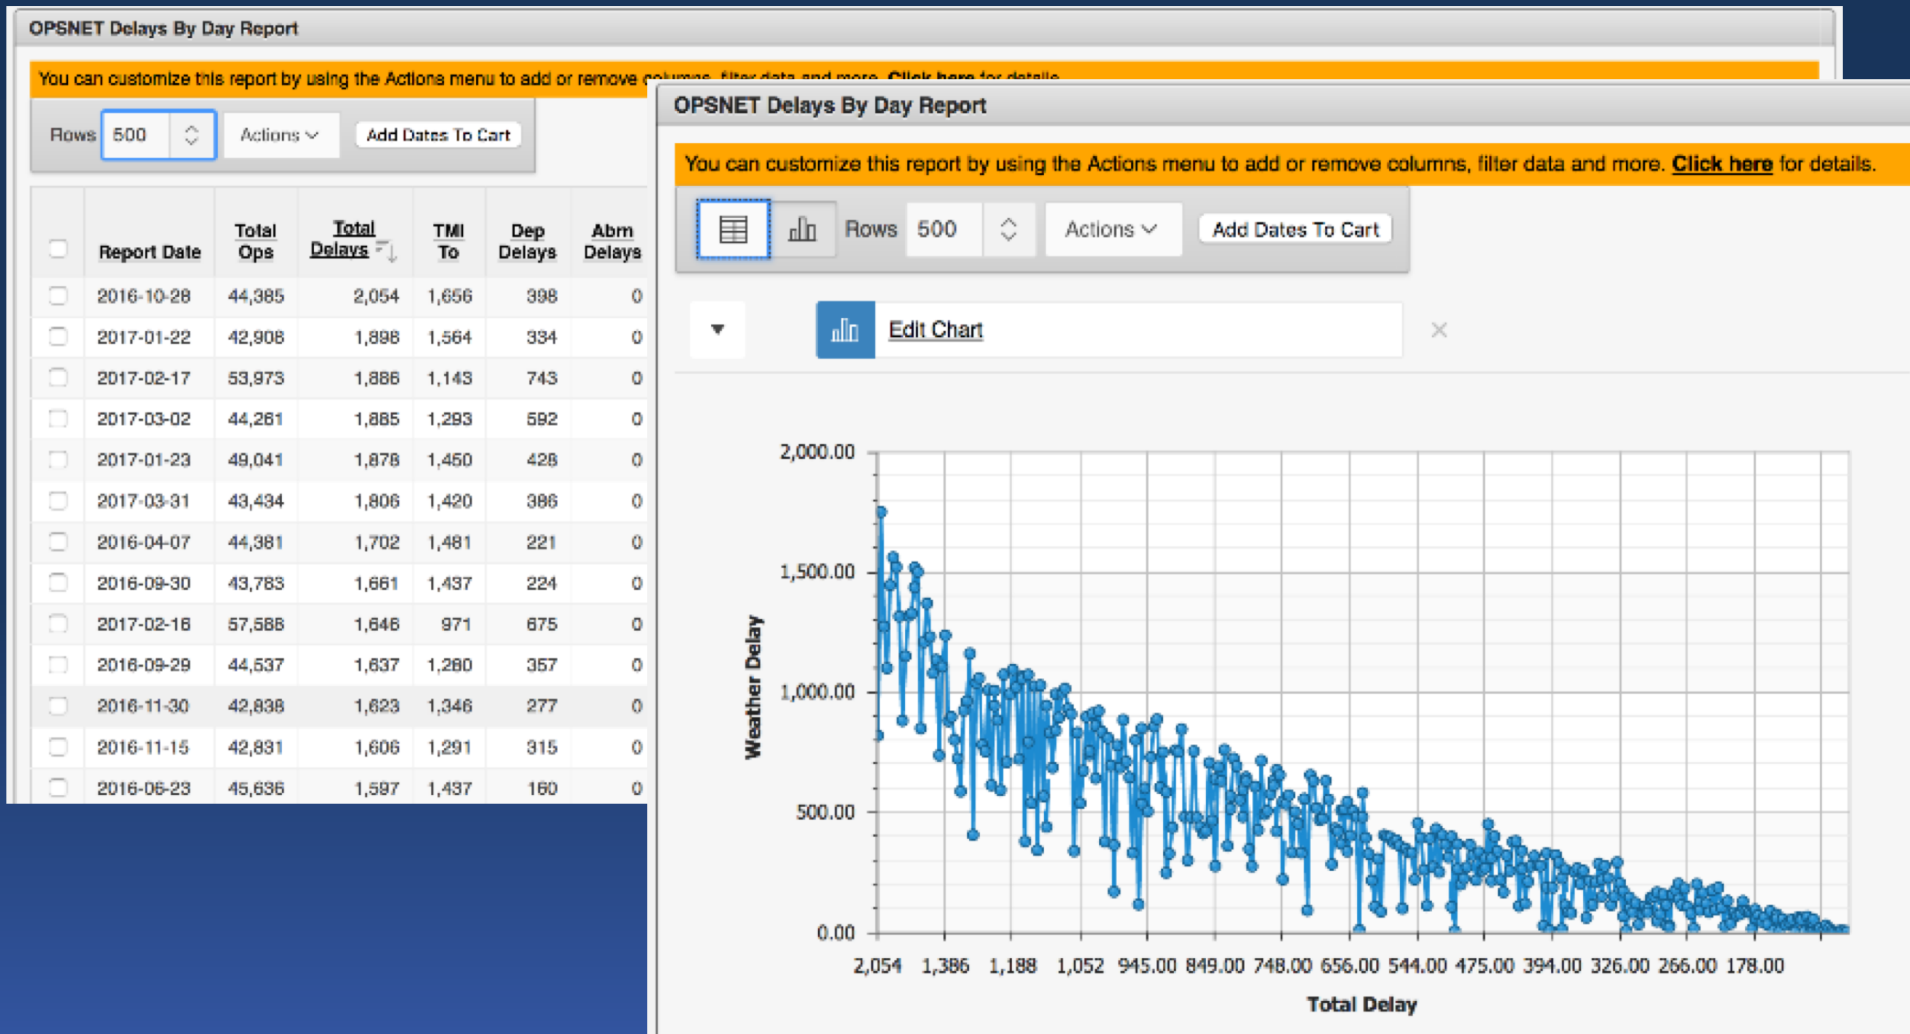 OPSNET Delays By Day Report
You can customize this report by using the Actions menu to add or remove columns, filter data and more. Click here for details.
Rows 500 Actions Add Dates To Cart
Report Date Total Ops Total Delays TMI To Dep Delays Abrn Delays
2016-10-28 44,385 2,054 1,656 398 0
2017-01-22 42,908 1,898 1,564 334 0
2017-02-17 53,973 1,886 1,143 743 0
2017-03-02 44,261 1,885 1,293 592 0
2017-01-23 49,041 1,878 1,450 428 0
2017-03-31 43,434 1,806 1,420 386 0
2016-04-07 44,381 1,702 1,481 221 0
2016-09-30 43,783 1,661 1,437 224 0
2017-02-16 57,588 1,646 971 675 0
2016-09-29 44,537 1,637 1,280 357 0
2016-11-30 42,838 1,623 1,346 277 0
2016-11-15 42,831 1,606 1,291 315 0
2016-06-23 45,636 1,597 1,437 160 0
OPSNET Delays By Day Report
You can customize this report by using the Actions menu to add or remove columns, filter data and more. Click here for details.
Rows 500 Actions Add Dates To Cart
Edit Chart
2,000.00
1,500.00
1,000.00
500.00
0.00
Weather Delay
2,054 1,386 1,188 1,052 945.00 849.00 748.00 656.00 544.00 475.00 394.00 326.00 266.00 178.00
Total Delay